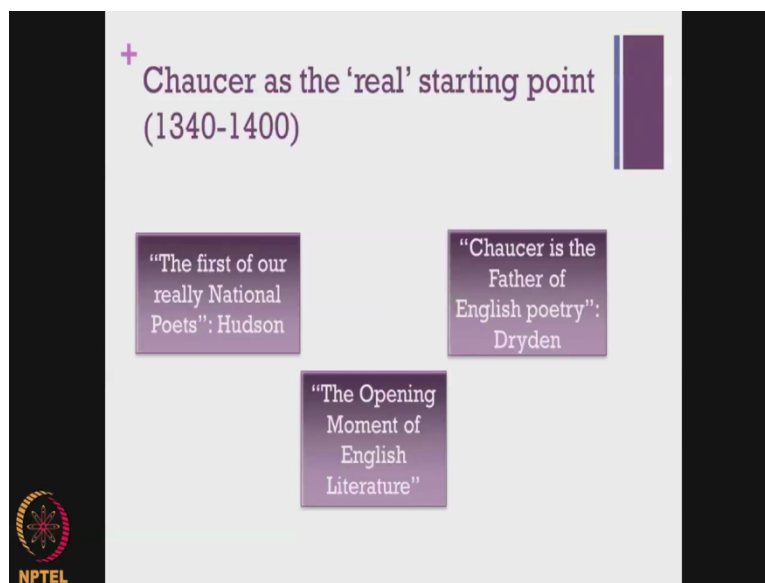 +
Chaucer as the ‘real’ starting point
(1340-1400)
“The first of our
really National
Poets”: Hudson
“Chaucer is the
Father of
English poetry”:
Dryden
“The Opening
Moment of
English
Literature”
NPTEL